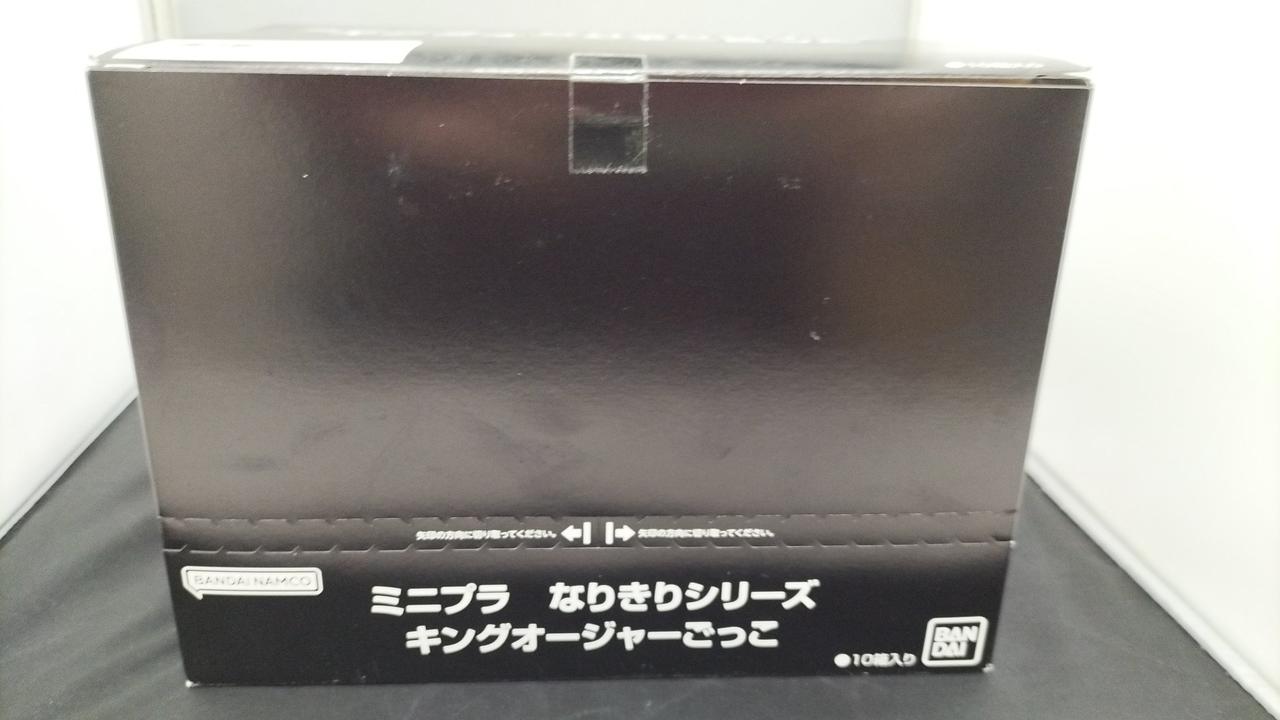 矢印の方向に切り取ってください。 矢印の方向に切り取ってください。
BANDAI NAMCO
ミニプラ なりきりシリーズ
キングオージャーごっこ
●10箱入り
BAN
DAI